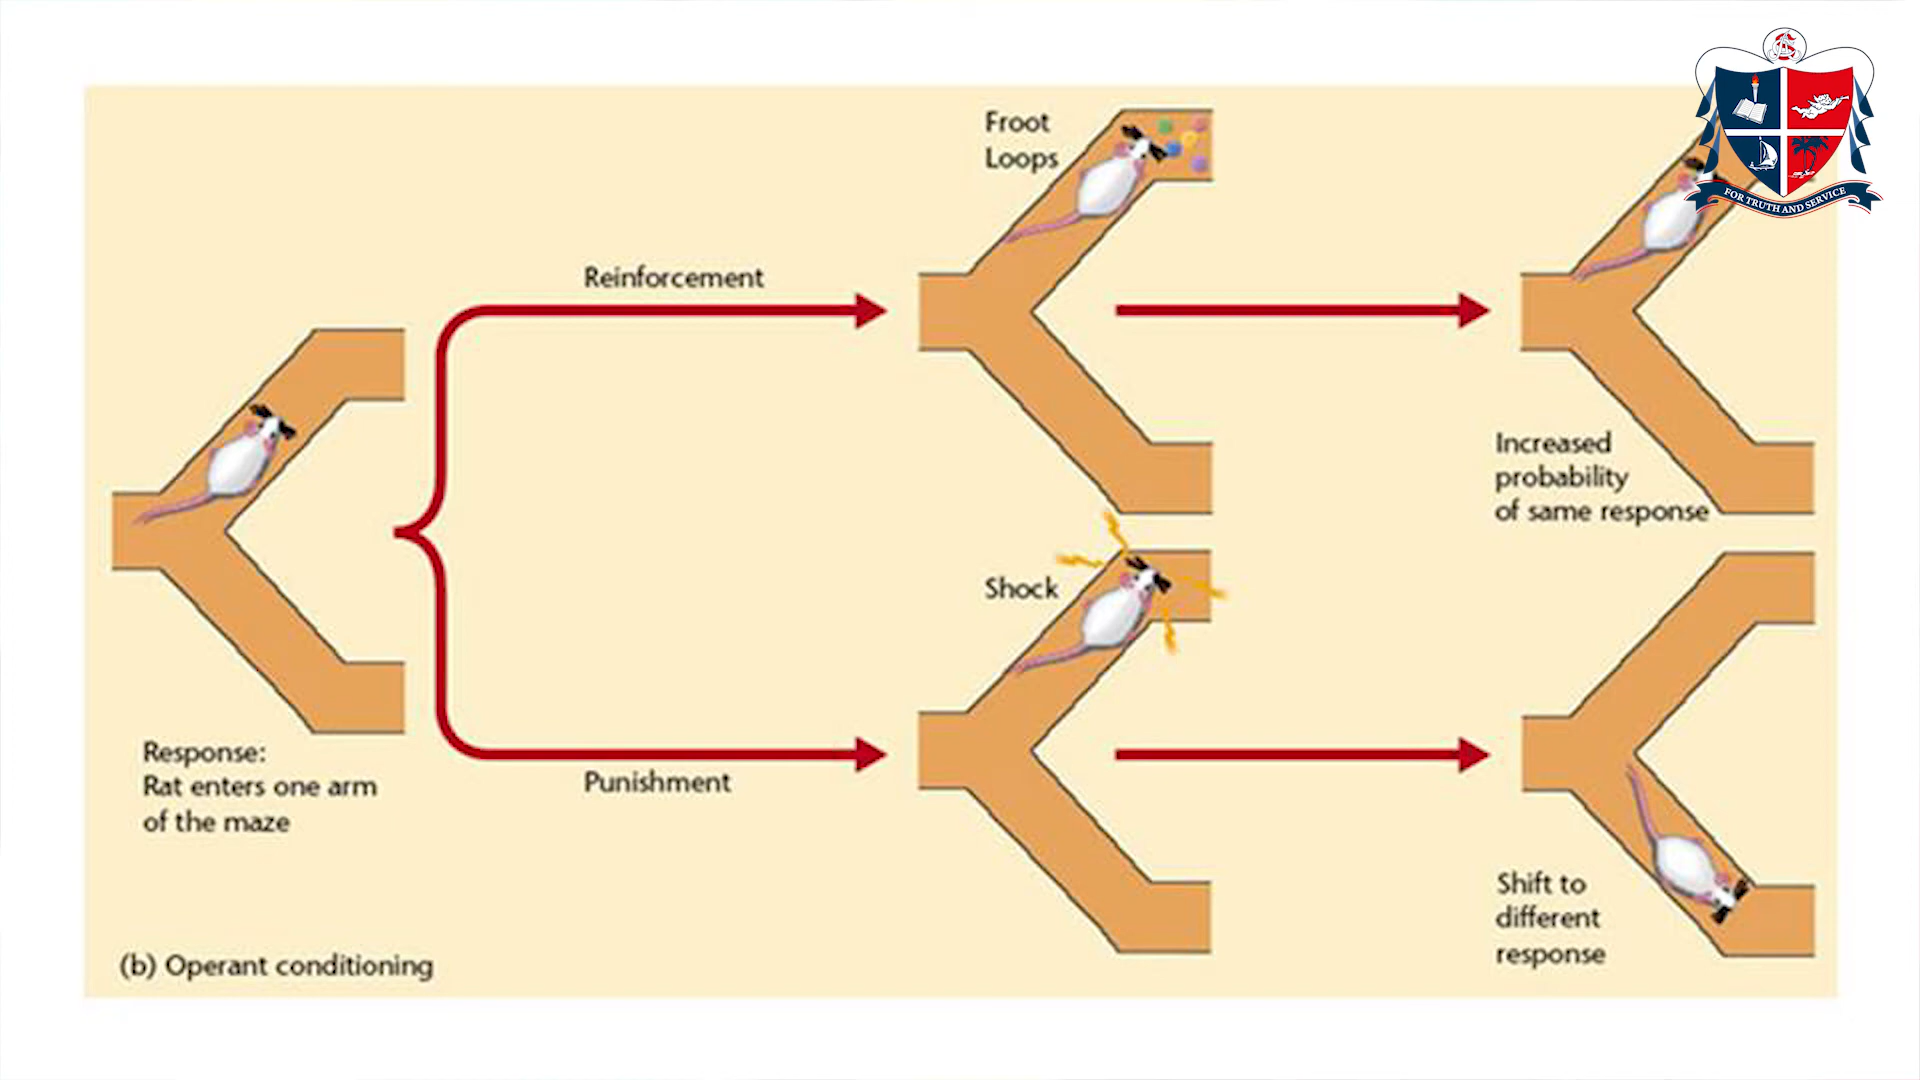 Froot
Loops
FOR TRUTH AND SERVICE
Reinforcement
Increased
probability
of same response
Shock
Response:
Rat enters one arm
of the maze
Punishment
Shift to
different
response
(b) Operant conditioning